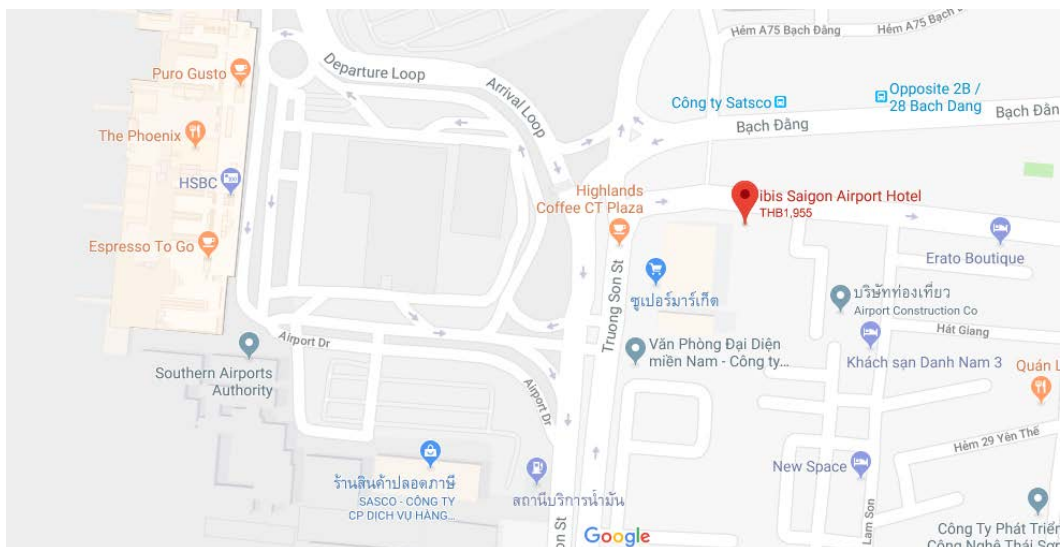 Hẻm A75 Bạch Đằng
Hẻm A75 Bạch Đằng
Departure Loop
Arrival Loop
Puro Gusto
The Phoenix
HSBC
Espresso To Go
Công ty Satsco
Opposite 2B /
28 Bach Dang
Bạch Đằng
Highlands
Coffee CT Plaza
ibis Saigon Airport Hotel
THB1,955
Erato Boutique
ซูเปอร์มาร์เก็ต
บริษัทท่องเที่ยว
Airport Construction Co
Hát Giang
Truong Son St
Văn Phòng Đại Diện
miền Nam - Công ty...
Khách sạn Danh Nam 3
Quán
Airport Dr
Southern Airports
Authority
Airport Dr
Hẻm 29 Yên Thế
New Space
ร้านสินค้าปลอดภาษี
SASCO - CÔNG TY
CP DỊCH VỤ HÀNG...
สถานีบริการน้ำมัน
Lam Son
Công Ty Phát Triển
Công Nghệ Thái Sơn
on St
Google